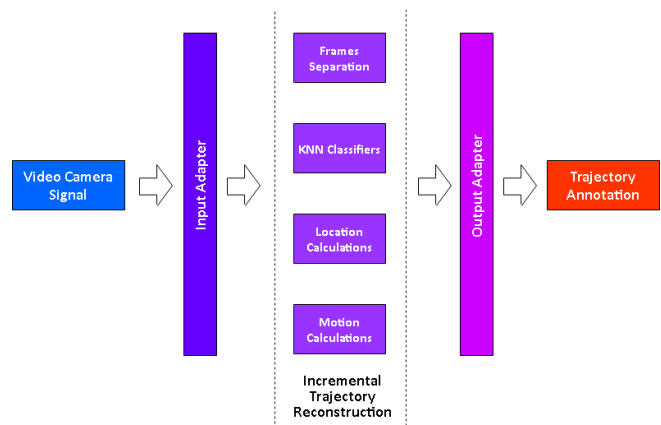 Video Camera
Signal
Input Adapter
Frames
Separation
KNN Classifiers
Location
Calculations
Motion
Calculations
Incremental
Trajectory
Reconstruction
Output Adapter
Trajectory
Annotation